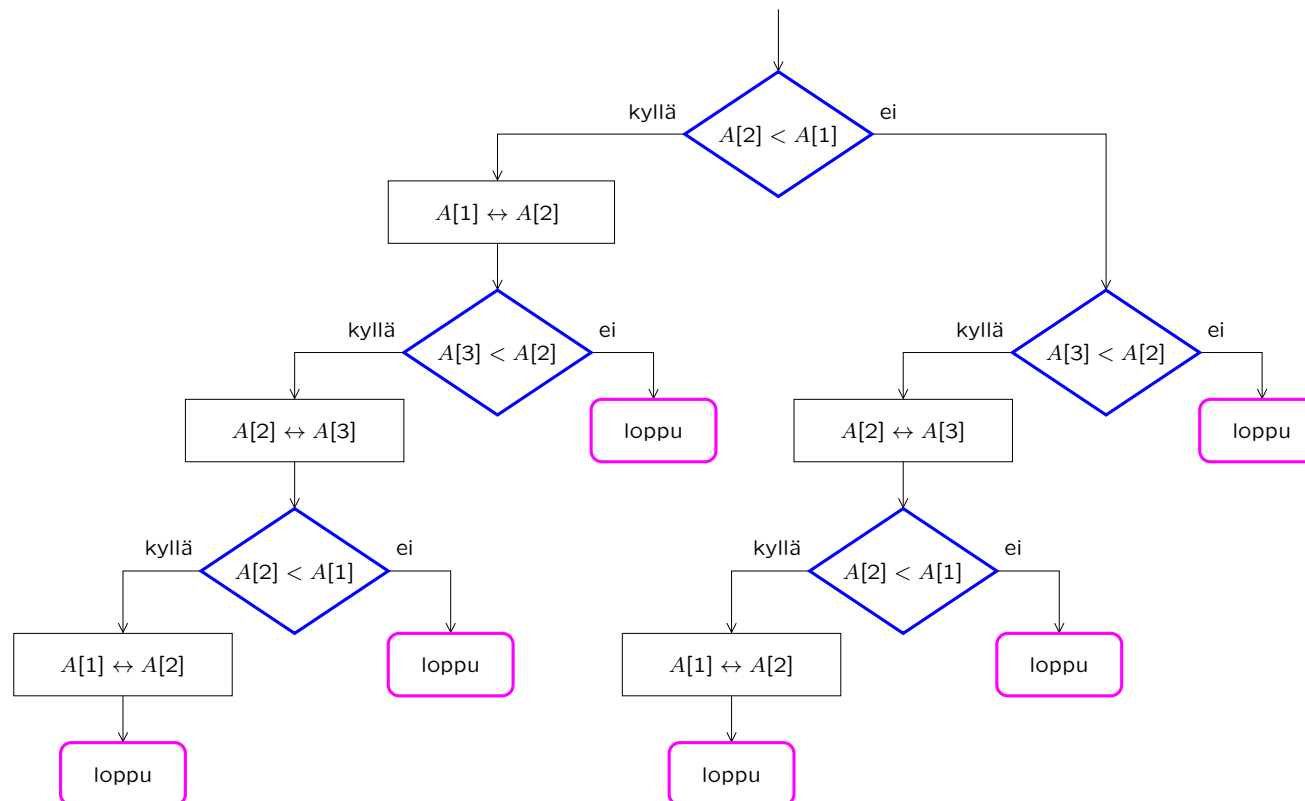 kyllä
ei
A[2] < A[1]
A[1] ↔ A[2]
kyllä
ei
kyllä
ei
A[3] < A[2]
A[3] < A[2]
A[2] ↔ A[3]
loppu
A[2] ↔ A[3]
loppu
kyllä
ei
kyllä
ei
A[2] < A[1]
A[2] < A[1]
A[1] ↔ A[2]
loppu
A[1] ↔ A[2]
loppu
loppu
loppu